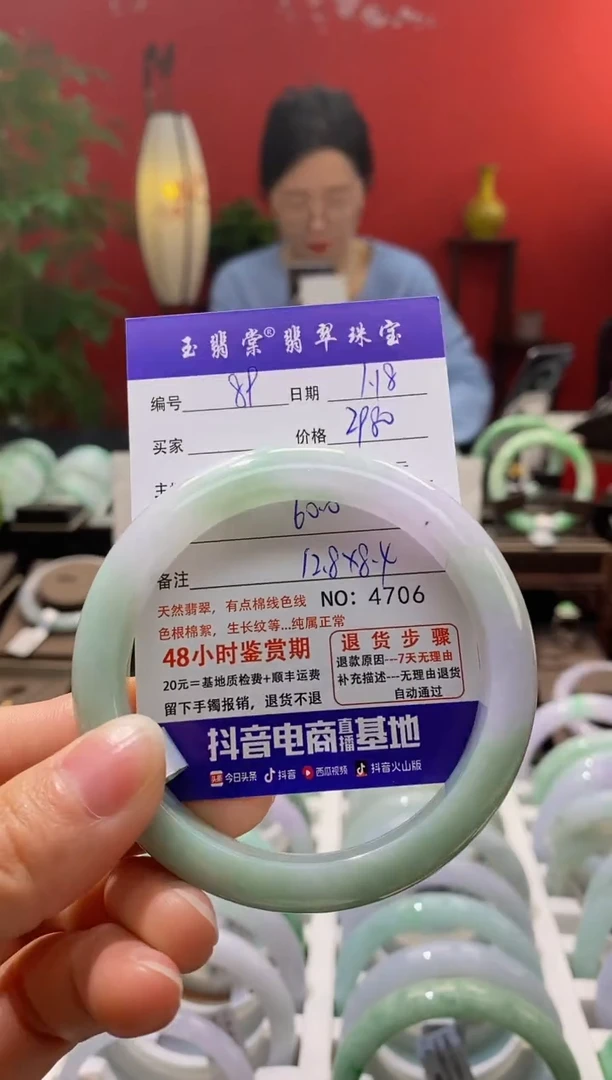 玉翡棠® 翡翠珠宝
编号 89 日期 1.18
买家 价格 2980
60.0
备注 12.8×8.4
天然翡翠，有点棉线色线 NO: 4706
色根棉絮，生长纹等...纯属正常
48小时鉴赏期
20元=基地质检费+顺丰运费
留下手镯报销，退货不退
退货步骤
退款原因---7天无理由
补充描述---无理由退货
自动通过
抖音电商直播基地
头条 今日头条 抖音 西瓜视频 抖音火山版